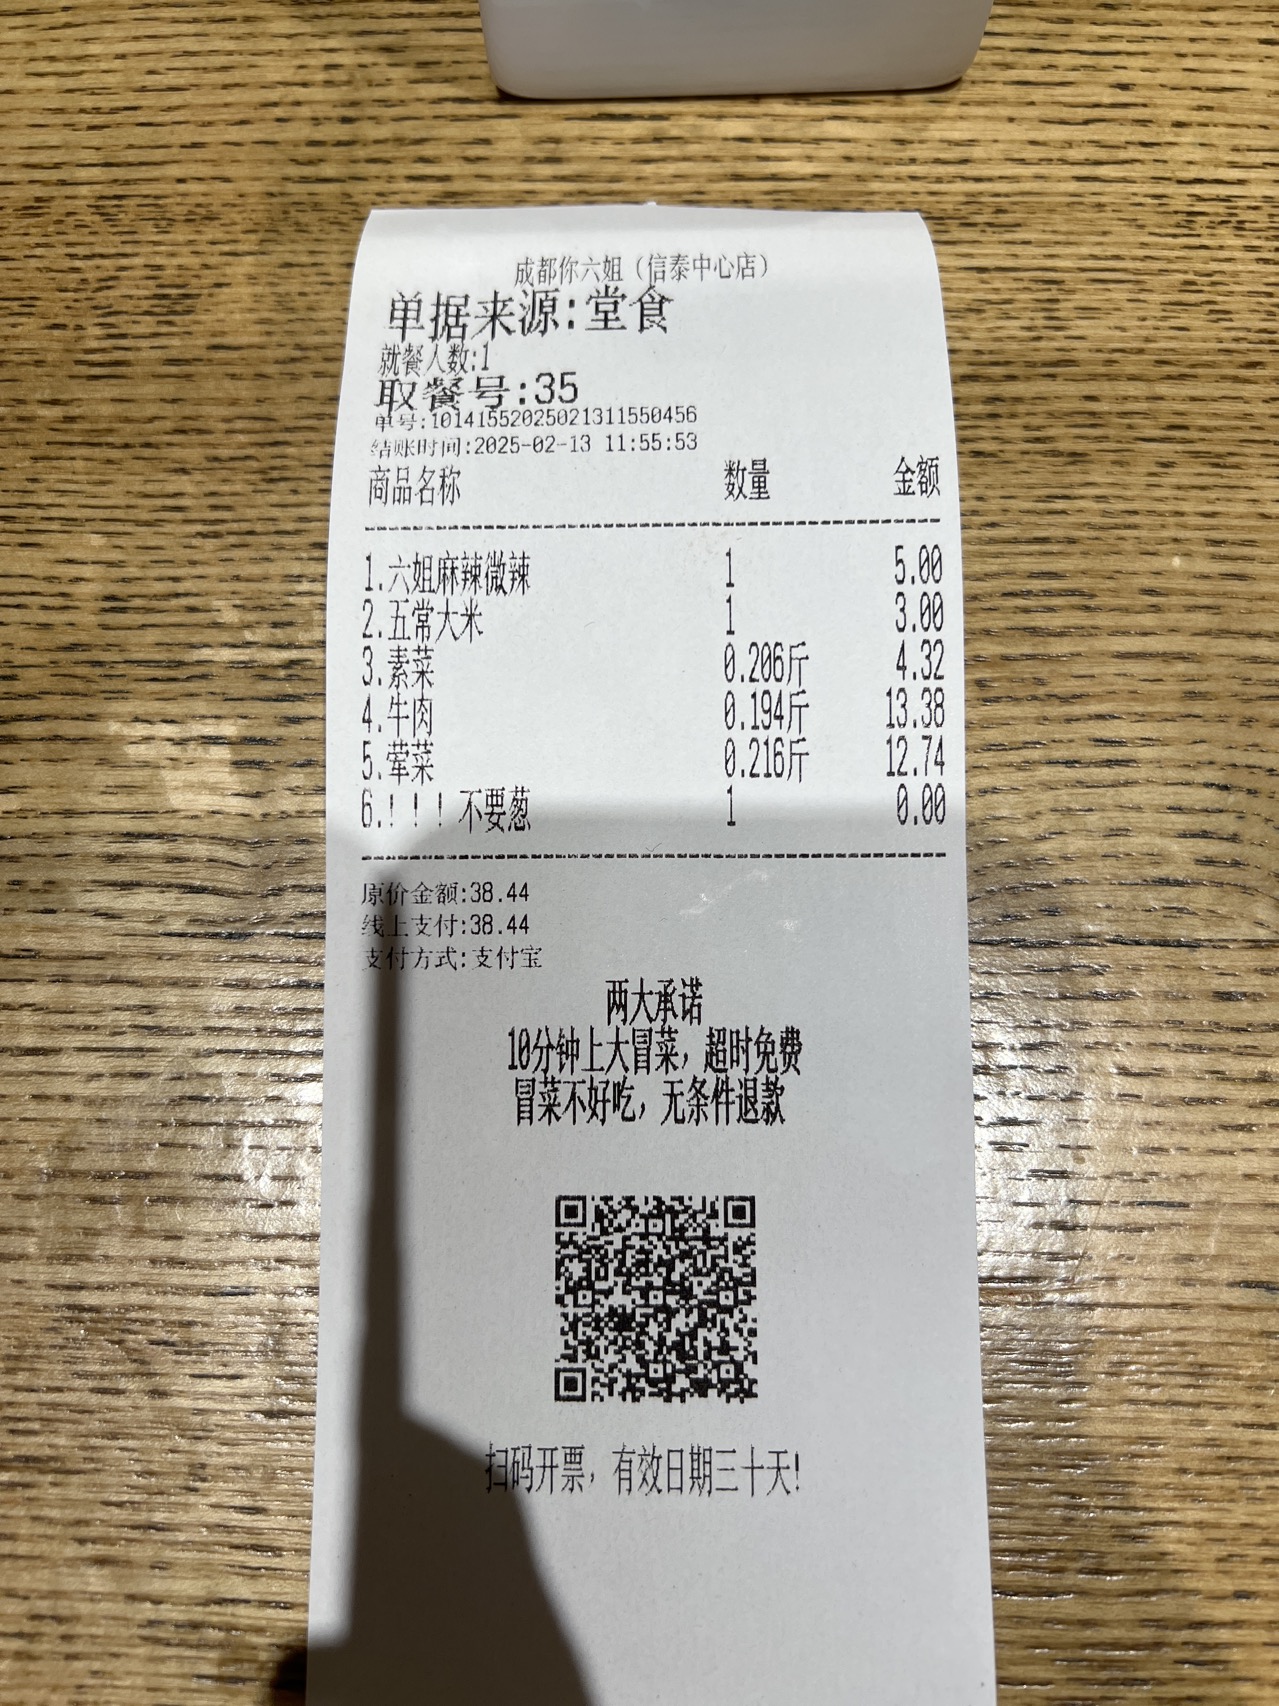 成都你六姐（信泰中心店）
单据来源:堂食
就餐人数:1
取餐号:35
单号:10141552025021311550456
结账时间:2025-02-13 11:55:53
商品名称 数量 金额
1.六姐麻辣微辣 1 5.00
2.五常大米 1 3.00
3.素菜 0.206斤 4.32
4.牛肉 0.194斤 13.38
5.荤菜 0.216斤 12.74
6.！！！不要葱 1 0.00
原价金额:38.44
线上支付:38.44
支付方式:支付宝
两大承诺
10分钟上大冒菜，超时免费
冒菜不好吃，无条件退款
扫码开票，有效日期三十天!